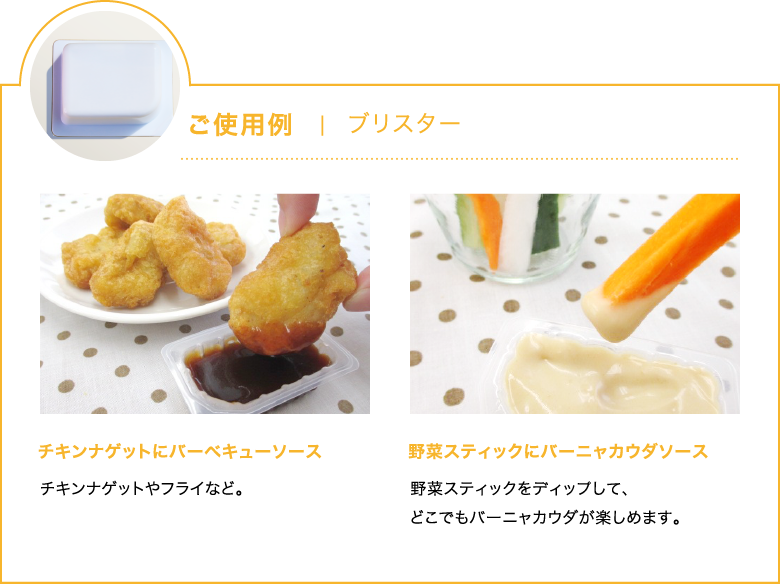 ご使用例 | ブリスター
チキンナゲットにバーベキューソース
チキンナゲットやフライなど。
野菜スティックにバーニャカウダソース
野菜スティックをディップして、
どこでもバーニャカウダが楽しめます。